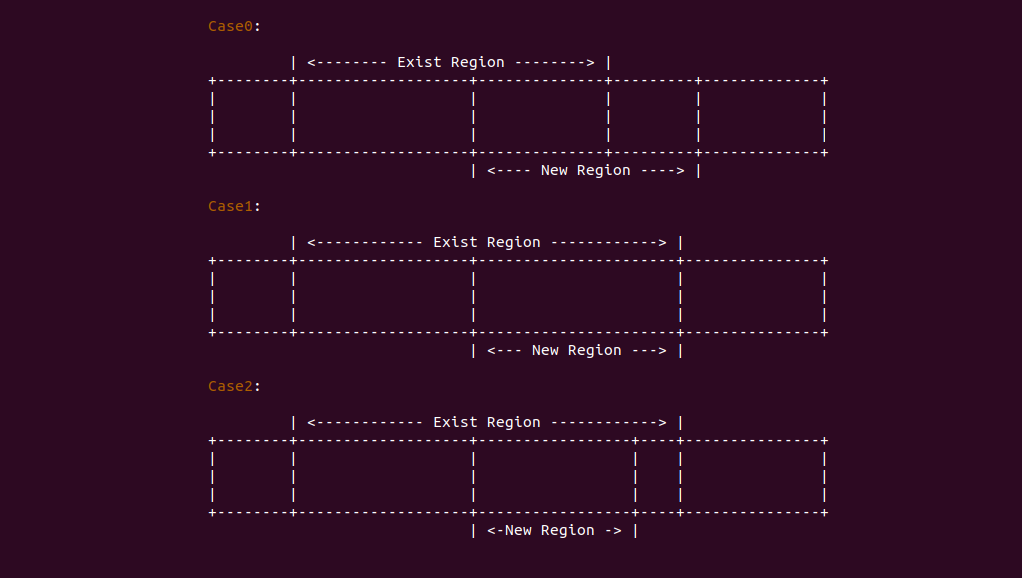 Case0:
         | <-------- Exist Region --------> |
+--------+-------------------+--------------+---------+-------------+
|        |                   |              |         |             |
|        |                   |              |         |             |
|        |                   |              |         |             |
+--------+-------------------+--------------+---------+-------------+
                             | <---- New Region ----> |
Case1:
         | <------------ Exist Region ------------> |
+--------+-------------------+----------------------+---------------+
|        |                   |                      |               |
|        |                   |                      |               |
|        |                   |                      |               |
+--------+-------------------+----------------------+---------------+
                             | <--- New Region ---> |
Case2:
         | <------------ Exist Region ------------> |
+--------+-------------------+-----------------+----+---------------+
|        |                   |                 |    |               |
|        |                   |                 |    |               |
|        |                   |                 |    |               |
+--------+-------------------+-----------------+----+---------------+
                             | <-New Region -> |